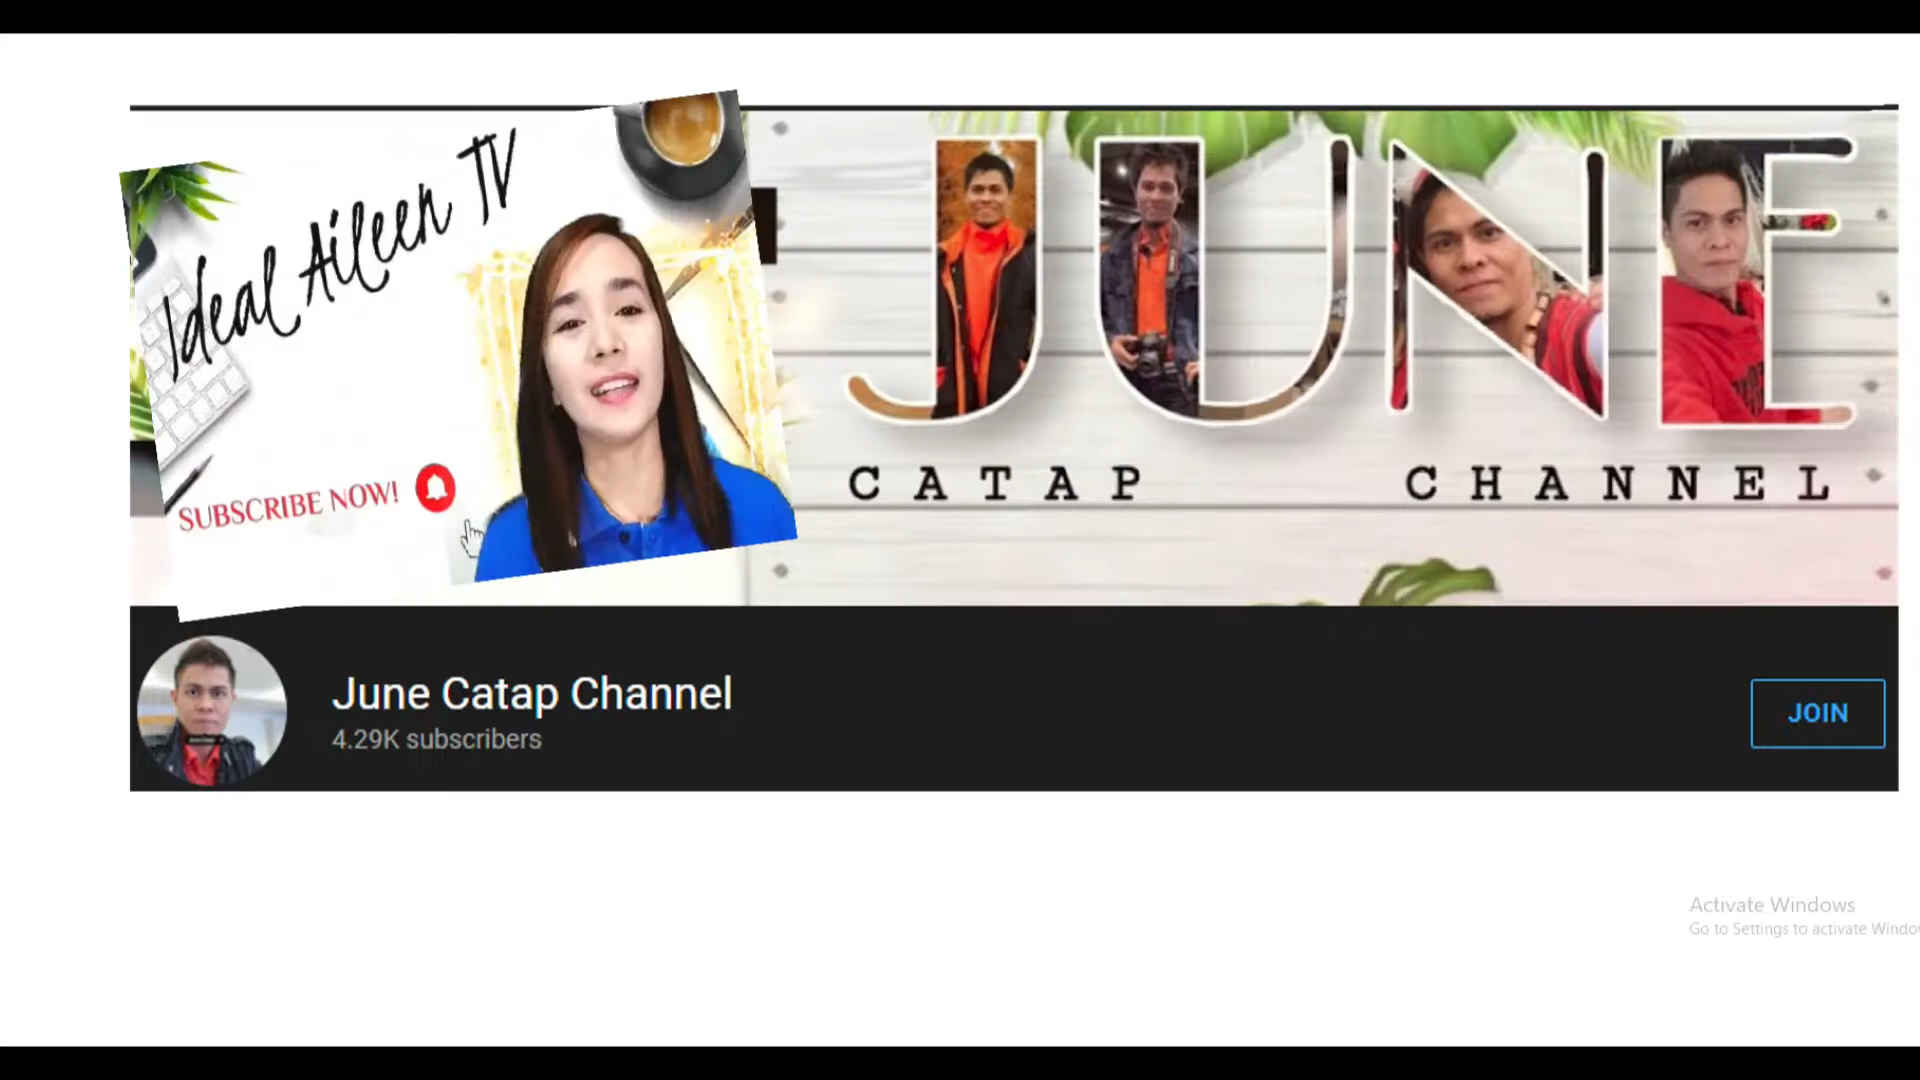 Ideal Aileen TV
SUBSCRIBE NOW!
JUNE
CATAP CHANNEL
June Catap Channel
4.29K subscribers
JOIN
Activate Windows
Go to Settings to activate Windo